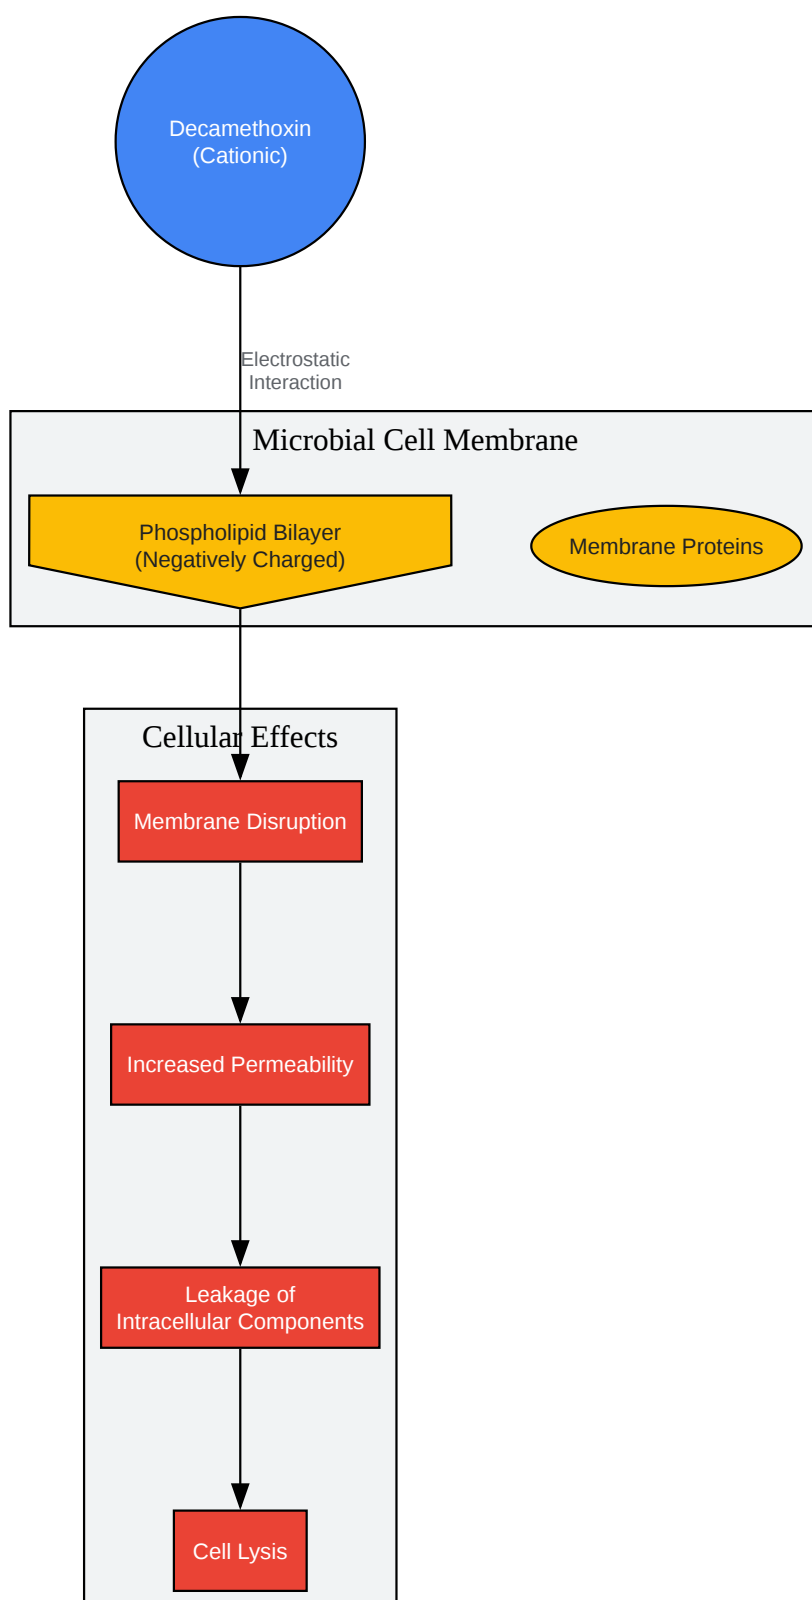 Decamethoxin
(Cationic)
Electrostatic
Interaction
Microbial Cell Membrane
Phospholipid Bilayer
(Negatively Charged)
Membrane Proteins
Cellular Effects
Membrane Disruption
Increased Permeability
Leakage of
Intracellular Components
Cell Lysis